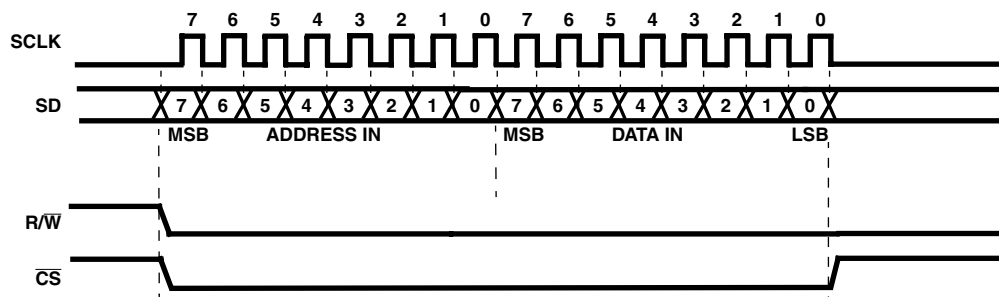 7 6 5 4 3 2 1 0 7 6 5 4 3 2 1 0
SCLK
SD 7 6 5 4 3 2 1 0 7 6 5 4 3 2 1 0
MSB ADDRESS IN MSB DATA IN LSB
R/W̅
C̅S̅